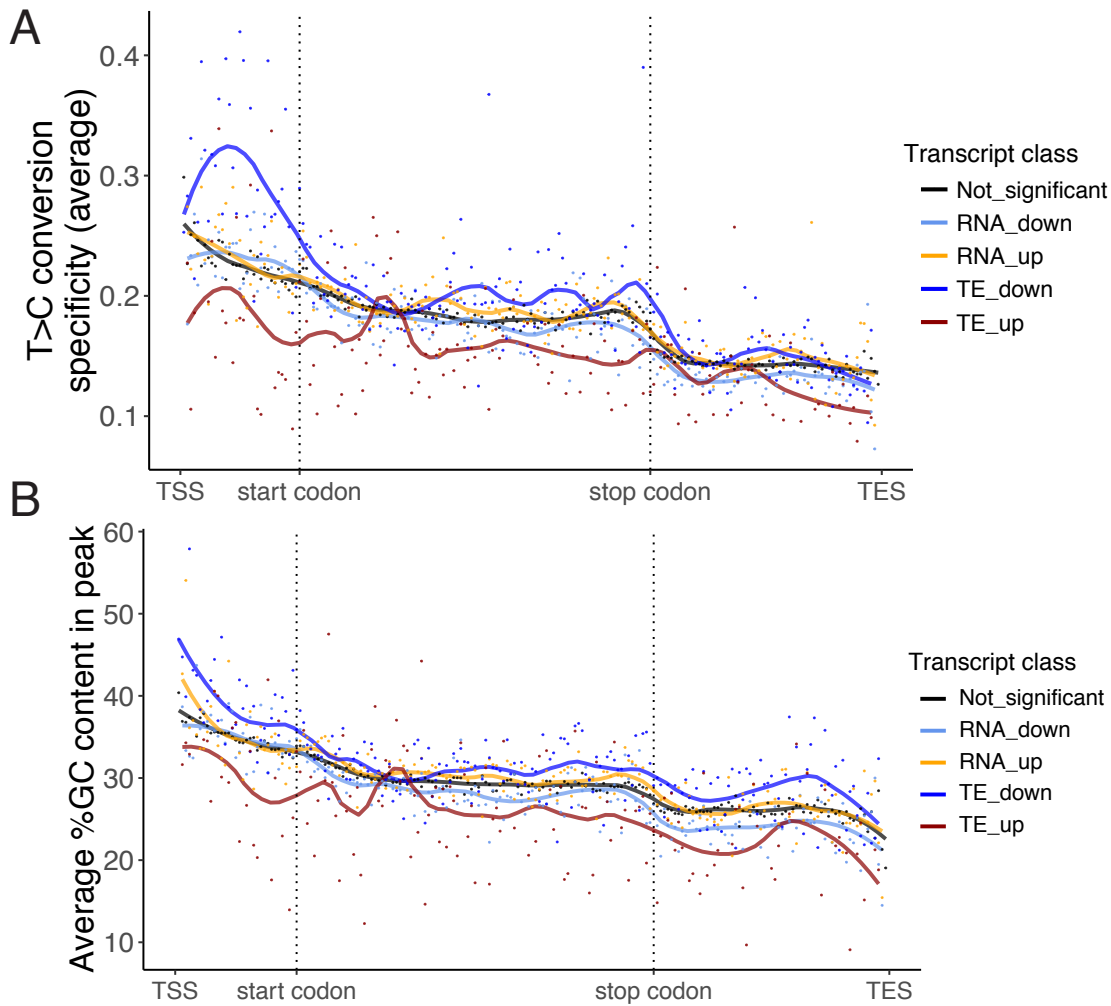 A
T>C conversion
specificity (average)
0.4
0.3
0.2
0.1
TSS
start codon
stop codon
TES
Transcript class
Not_significant
RNA_down
RNA_up
TE_down
TE_up
B
Average %GC content in peak
60
50
40
30
20
10
TSS
start codon
stop codon
TES
Transcript class
Not_significant
RNA_down
RNA_up
TE_down
TE_up